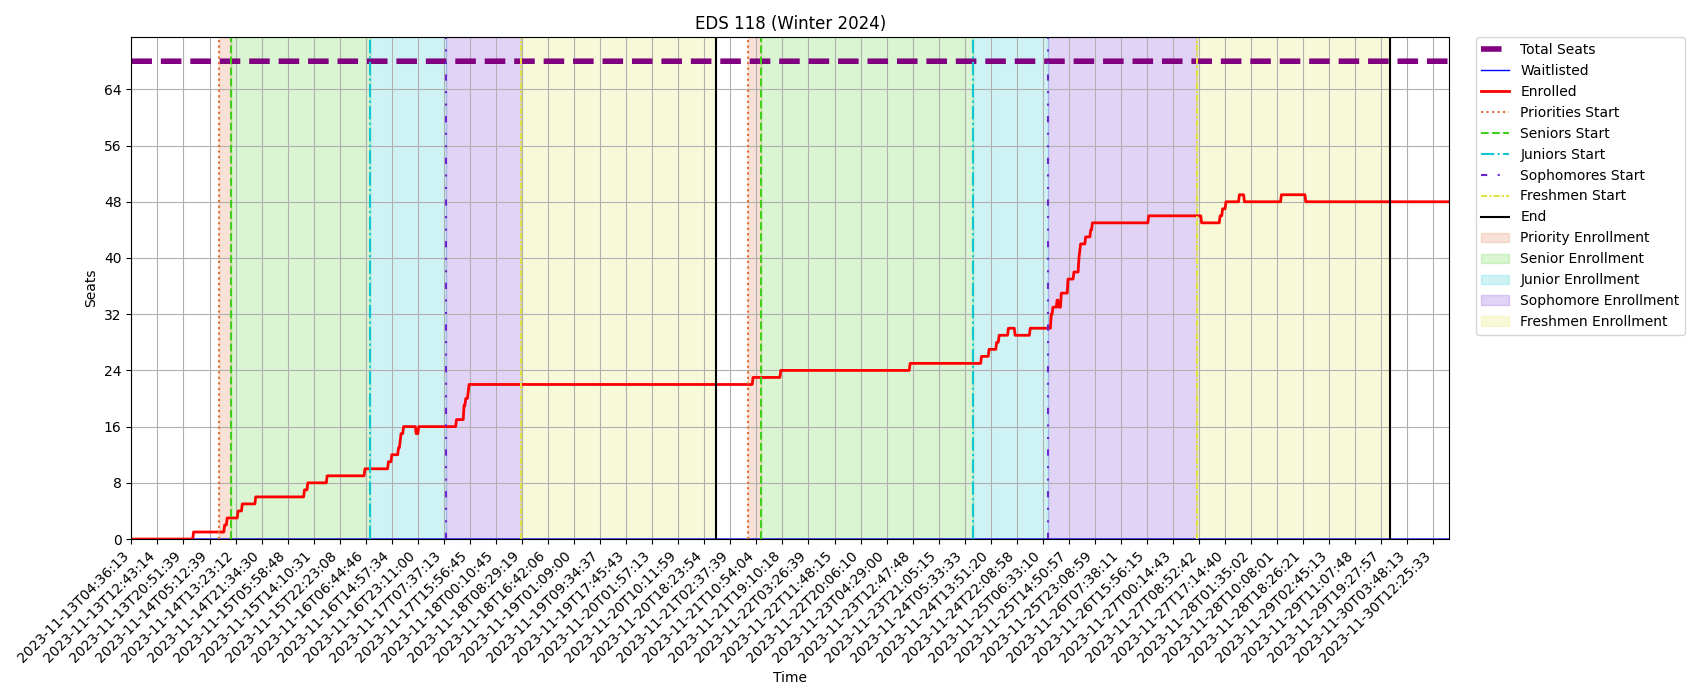 EDS 118 (Winter 2024)
Seats
64
56
48
40
32
24
16
8
0
2023-11-13T04:36:13
2023-11-13T12:43:14
2023-11-13T20:51:39
2023-11-14T05:12:39
2023-11-14T13:23:12
2023-11-14T21:34:30
2023-11-15T05:58:48
2023-11-15T14:10:31
2023-11-15T22:23:08
2023-11-16T06:44:46
2023-11-16T14:57:34
2023-11-16T23:11:00
2023-11-17T07:37:13
2023-11-17T15:56:45
2023-11-18T00:10:45
2023-11-18T08:29:19
2023-11-18T16:42:06
2023-11-19T01:09:00
2023-11-19T09:34:37
2023-11-19T17:45:43
2023-11-20T01:57:13
2023-11-20T10:11:59
2023-11-20T18:23:54
2023-11-21T02:37:39
2023-11-21T10:54:04
2023-11-21T19:10:18
2023-11-22T03:26:39
2023-11-22T11:48:15
2023-11-22T20:06:10
2023-11-23T04:29:00
2023-11-23T12:47:48
2023-11-23T21:05:15
2023-11-24T05:33:33
2023-11-24T13:51:20
2023-11-24T22:08:58
2023-11-25T06:33:10
2023-11-25T14:50:57
2023-11-25T23:08:59
2023-11-26T07:38:11
2023-11-26T15:56:15
2023-11-27T00:14:43
2023-11-27T08:52:42
2023-11-27T17:14:40
2023-11-28T01:35:02
2023-11-28T10:08:01
2023-11-28T18:26:21
2023-11-29T02:45:13
2023-11-29T11:07:48
2023-11-29T19:27:57
2023-11-30T03:48:13
2023-11-30T12:25:33
Time
Total Seats
Waitlisted
Enrolled
Priorities Start
Seniors Start
Juniors Start
Sophomores Start
Freshmen Start
End
Priority Enrollment
Senior Enrollment
Junior Enrollment
Sophomore Enrollment
Freshmen Enrollment